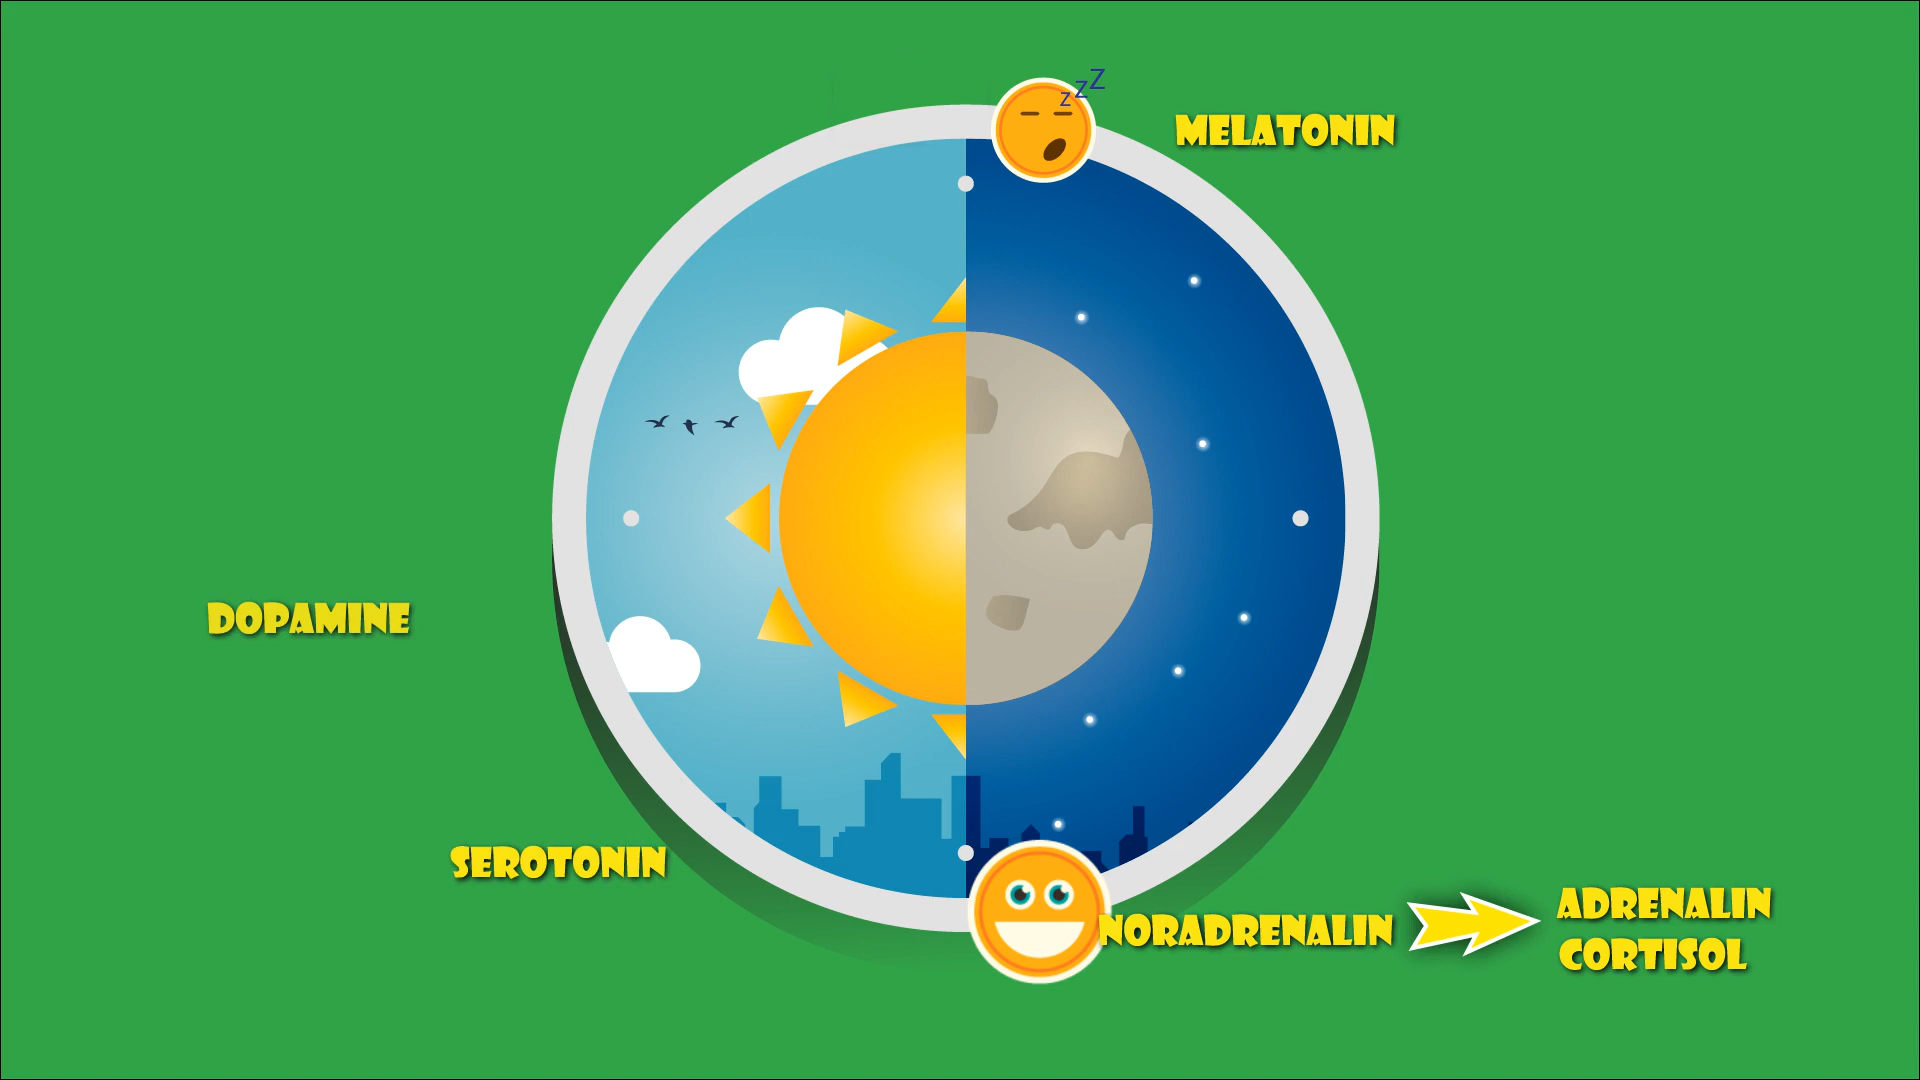 z z Z
MELATONIN
DOPAMINE
SEROTONIN
NORADRENALIN
ADRENALIN
CORTISOL